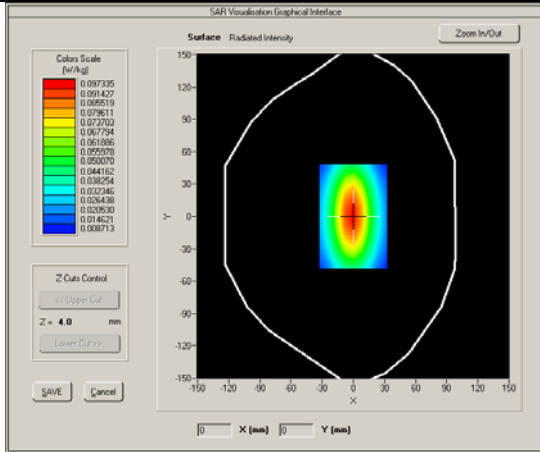 SAR Visualisation Graphical Interface
Surface Radiated Intensity
Zoom In/Out
Colors Scale
(W/kg)
0.097335
0.091427
0.085519
0.079611
0.073703
0.067794
0.061886
0.055978
0.050070
0.044162
0.038254
0.032346
0.026438
0.020530
0.014621
0.008713
Z-Cuts Control
<< Upper Cut
Z = 4.0 mm
Lower Cut >>
SAVE Cancel
150
120
90
60
30
Y 0
-30
-60
-90
-120
-150
-150 -120 -90 -60 -30 0 30 60 90 120 150
X
0 X (mm) 0 Y (mm)